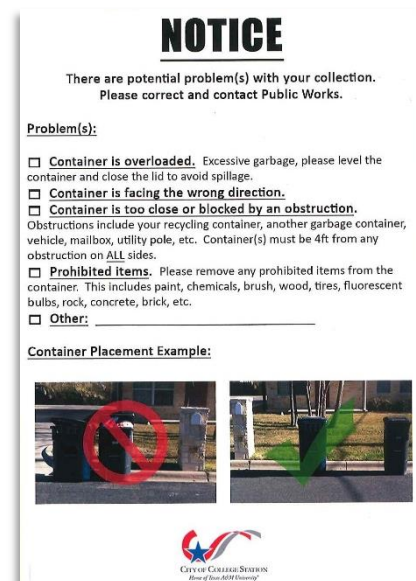 NOTICE
There are potential problem(s) with your collection.
Please correct and contact Public Works.
Problem(s):
☐ Container is overloaded. Excessive garbage, please level the
container and close the lid to avoid spillage.
☐ Container is facing the wrong direction.
☐ Container is too close or blocked by an obstruction.
Obstructions include your recycling container, another garbage container,
vehicle, mailbox, utility pole, etc. Container(s) must be 4ft from any
obstruction on ALL sides.
☐ Prohibited items. Please remove any prohibited items from the
container. This includes paint, chemicals, brush, wood, tires, fluorescent
bulbs, rock, concrete, brick, etc.
☐ Other: ______________________________
Container Placement Example:
CITY OF COLLEGE STATION
Home of Texas A&M University®